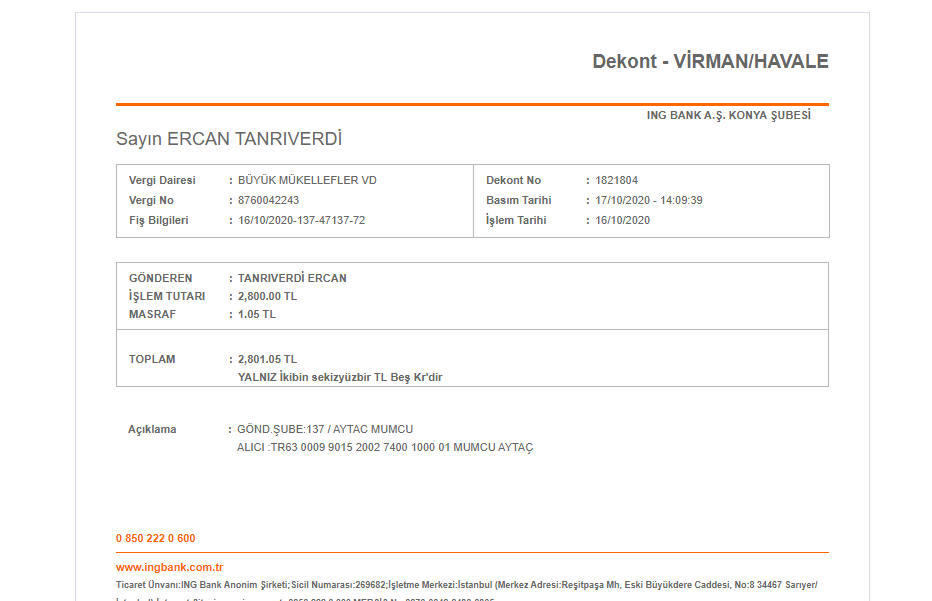 Dekont - VİRMAN/HAVALE
ING BANK A.Ş. KONYA ŞUBESİ
Sayın ERCAN TANRIVERDİ
Vergi Dairesi : BÜYÜK MÜKELLEFLER VD
Vergi No : 8760042243
Fiş Bilgileri : 16/10/2020-137-47137-72
Dekont No : 1821804
Basım Tarihi : 17/10/2020 - 14:09:39
İşlem Tarihi : 16/10/2020
GÖNDEREN : TANRIVERDİ ERCAN
İŞLEM TUTARI : 2,800.00 TL
MASRAF : 1.05 TL
TOPLAM : 2,801.05 TL
YALNIZ İkibin sekizyüzbir TL Beş Kr'dir
Açıklama : GÖND.ŞUBE:137 / AYTAC MUMCU
ALICI :TR63 0009 9015 2002 7400 1000 01 MUMCU AYTAÇ
0 850 222 0 600
www.ingbank.com.tr
Ticaret Ünvanı:ING Bank Anonim Şirketi;Sicil Numarası:269682;İşletme Merkezi:İstanbul (Merkez Adresi:Reşitpaşa Mh, Eski Büyükdere Caddesi, No:8 34467 Sarıyer/